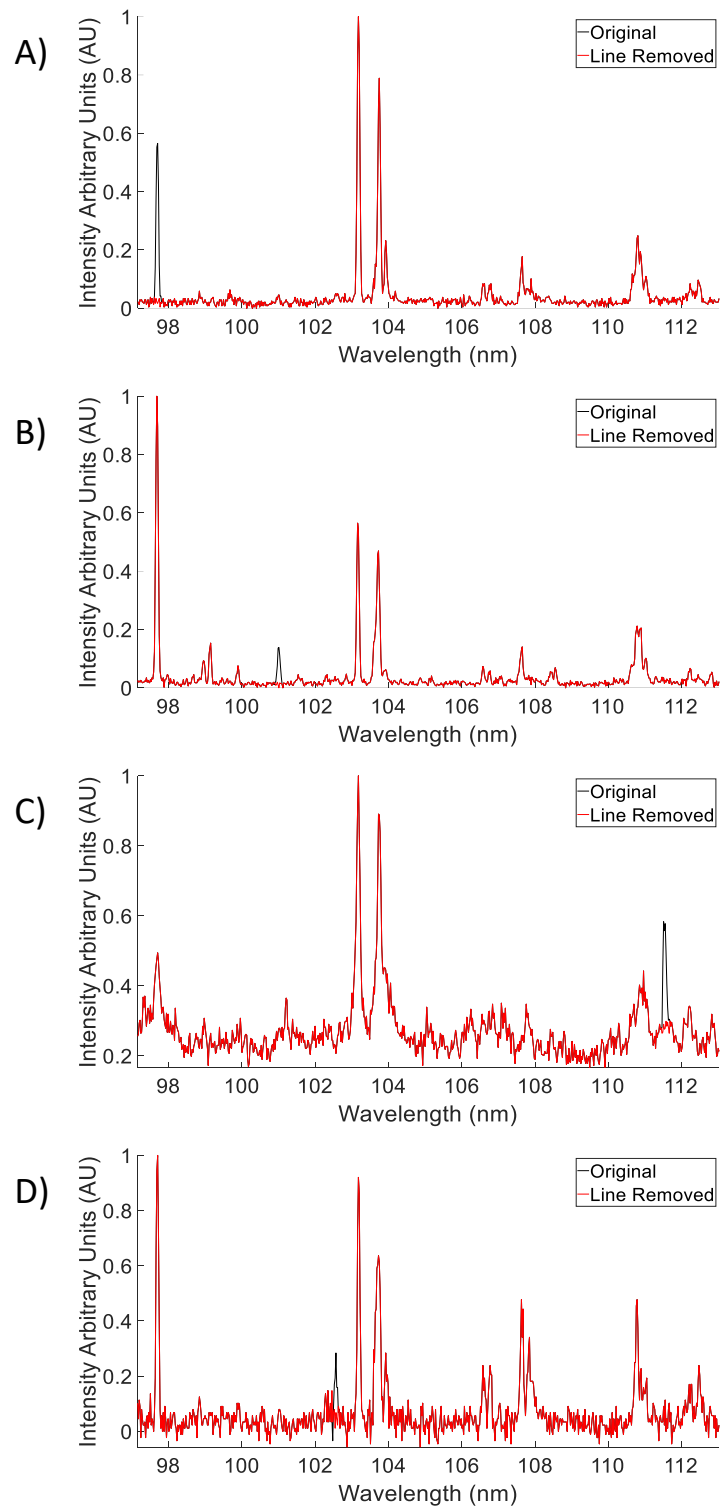 A)
Intensity Arbitrary Units (AU)
1
0.8
0.6
0.4
0.2
0
Original
Line Removed
98 100 102 104 106 108 110 112
Wavelength (nm)
B)
Intensity Arbitrary Units (AU)
1
0.8
0.6
0.4
0.2
0
Original
Line Removed
98 100 102 104 106 108 110 112
Wavelength (nm)
C)
Intensity Arbitrary Units (AU)
1
0.8
0.6
0.4
0.2
Original
Line Removed
98 100 102 104 106 108 110 112
Wavelength (nm)
D)
Intensity Arbitrary Units (AU)
1
0.8
0.6
0.4
0.2
0
Original
Line Removed
98 100 102 104 106 108 110 112
Wavelength (nm)